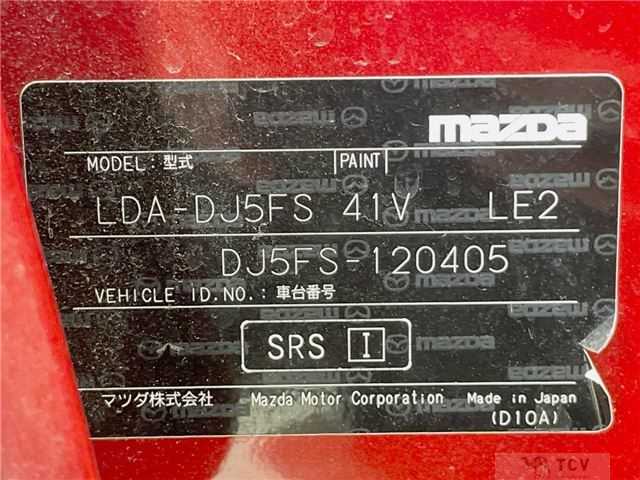 mazda
MODEL: 型式 PAINT
LDA-DJ5FS 41V LE2
DJ5FS-120405
VEHICLE ID.NO.: 車台番号
SRS I
マツダ株式会社 Mazda Motor Corporation Made in Japan
(D10A)
TCV